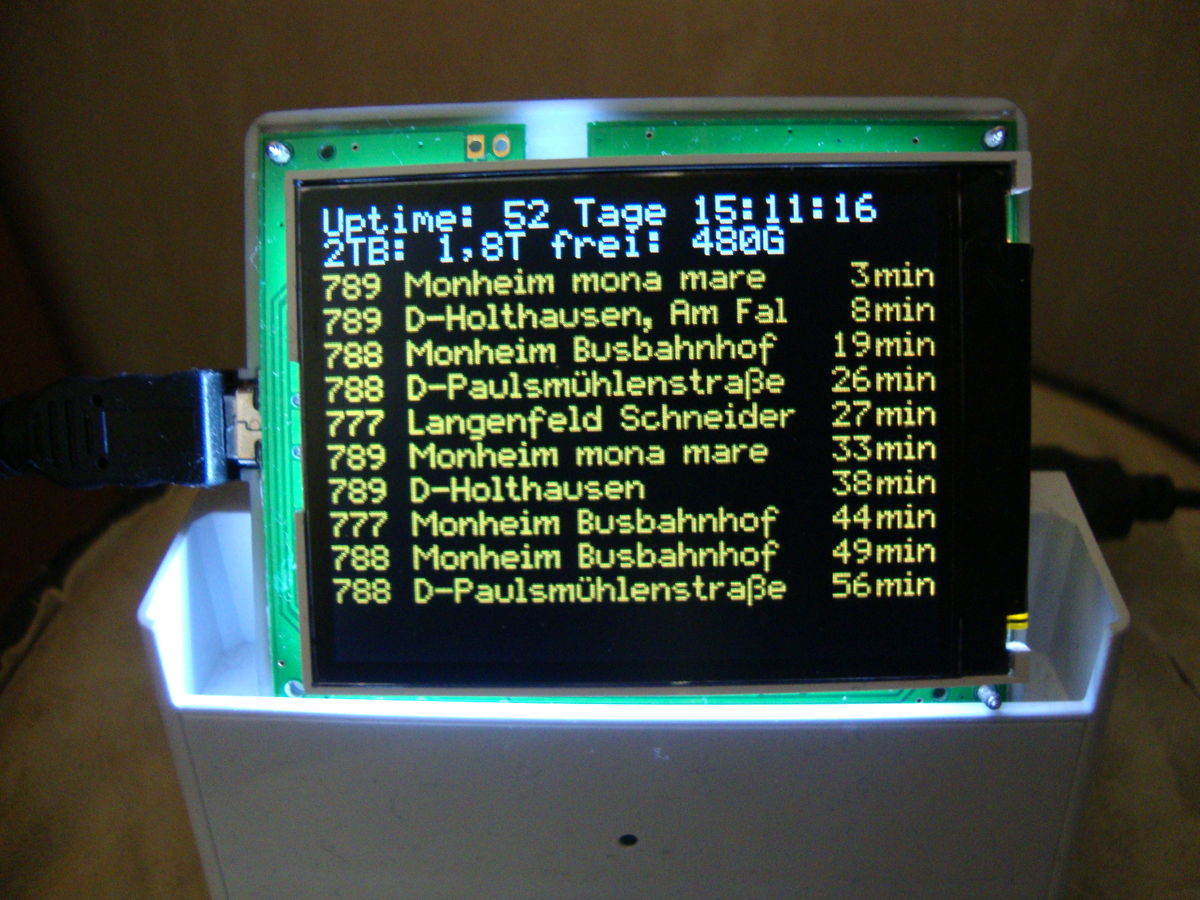 Uptime: 52 Tage 15:11:16
2TB: 1,8T frei: 480G
789 Monheim mona mare 3min
789 D-Holthausen, Am Fal 8min
788 Monheim Busbahnhof 19min
788 D-Paulsmühlenstraße 26min
777 Langenfeld Schneider 27min
789 Monheim mona mare 33min
789 D-Holthausen 38min
777 Monheim Busbahnhof 44min
788 Monheim Busbahnhof 49min
788 D-Paulsmühlenstraße 56min